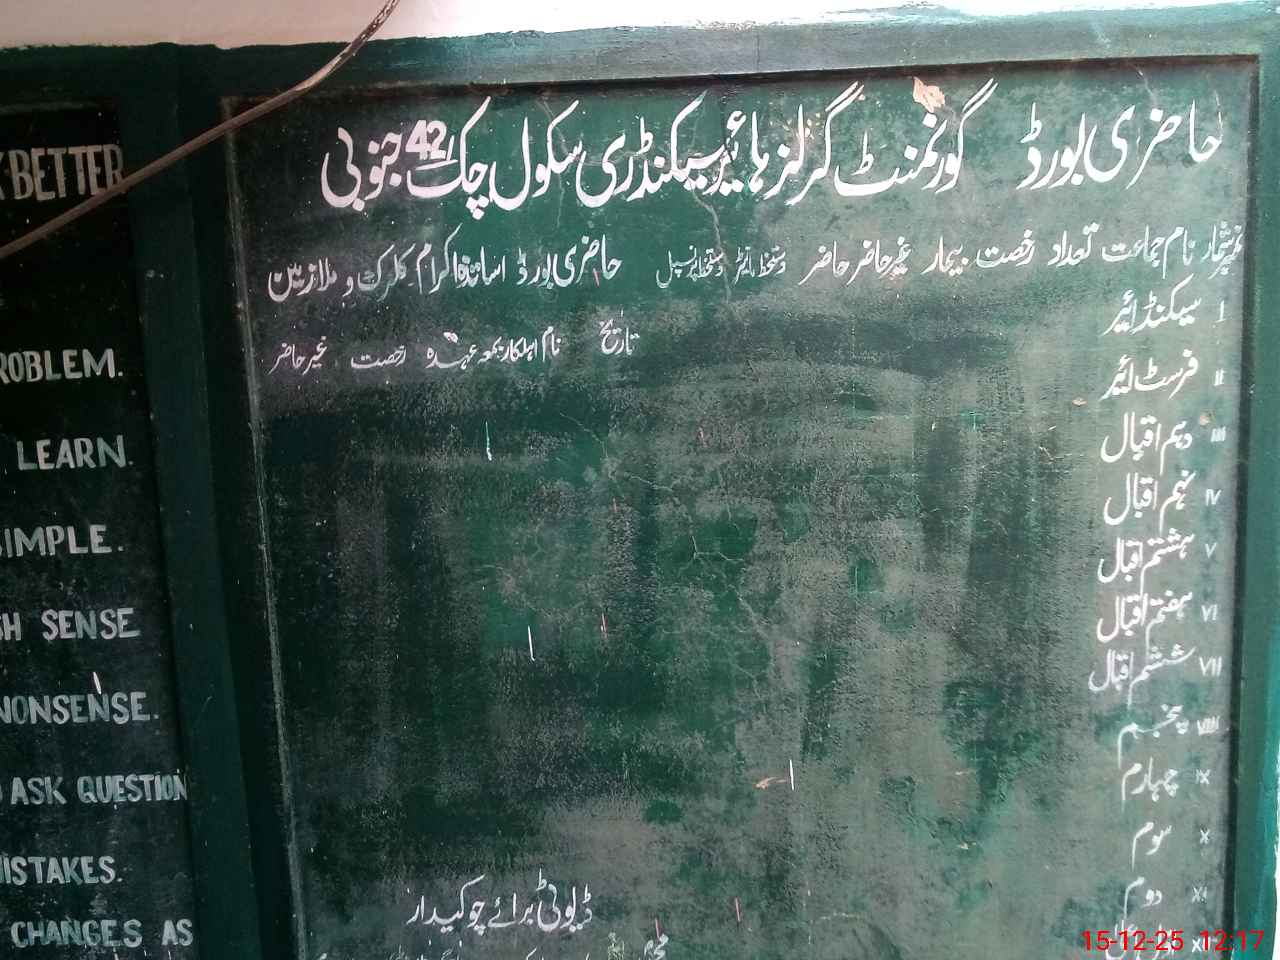 حاضری بورڈ گورنمنٹ گرلز ہائیر سیکنڈری سکول چک 42 جنوبی
نمبر شمار نام جماعت تعداد رخصت بیمار غیر حاضر حاضر دستخط مانیٹر دستخط پرنسپل
حاضری بورڈ اساتذہ اکرام کلرک و ملازمین
تاریخ نام اہلکار بمعہ عہدہ رخصت غیر حاضر
I سیکنڈ ائیر
II فرسٹ ائیر
III دہم اقبال
IV نہم اقبال
V ہشتم اقبال
VI ہفتم اقبال
VII ششم اقبال
VIII پنجم
IX چہارم
X سوم
XI دوم
XII
ڈیوٹی برائے چوکیدار
BETTER
ROBLEM.
LEARN.
SIMPLE.
SH SENSE
NONSENSE.
ASK QUESTION
MISTAKES.
CHANGES AS
15-12-25 12:17